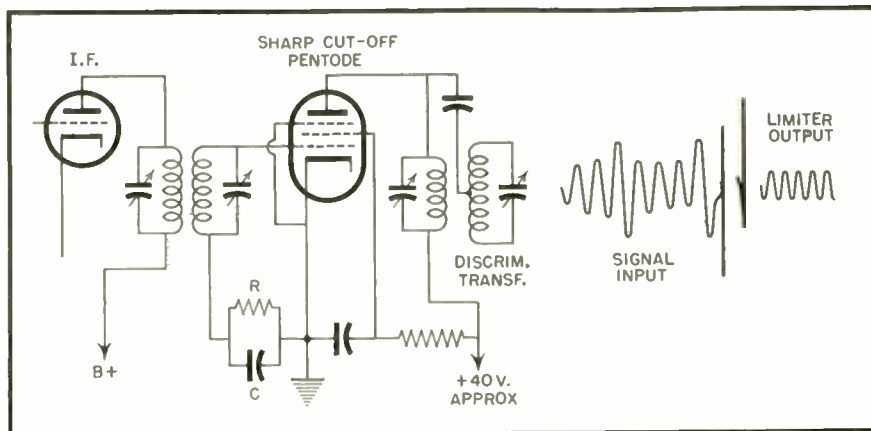 I.F.
SHARP CUT-OFF
PENTODE
LIMITER
OUTPUT
SIGNAL
INPUT
DISCRIM.
TRANSF.
R
C
B+
+40 V.
APPROX